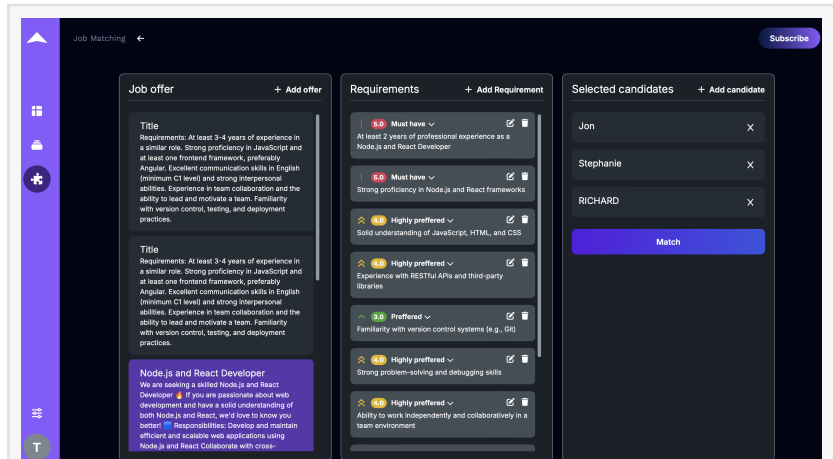 Job Matching
Subscribe
Job offer
+ Add offer
Title
Requirements: At least 3-4 years of experience in
a similar role. Strong proficiency in JavaScript and
at least one frontend framework, preferably
Angular. Excellent communication skills in English
(minimum C1 level) and strong interpersonal
abilities. Experience in team collaboration and the
ability to lead and motivate a team. Familiarity
with version control, testing, and deployment
practices.
Title
Requirements: At least 3-4 years of experience in
a similar role. Strong proficiency in JavaScript and
at least one frontend framework, preferably
Angular. Excellent communication skills in English
(minimum C1 level) and strong interpersonal
abilities. Experience in team collaboration and the
ability to lead and motivate a team. Familiarity
with version control, testing, and deployment
practices.
Node.js and React Developer
We are seeking a skilled Node.js and React
Developer 🔥 If you are passionate about web
development and have a solid understanding of
both Node.js and React, we'd love to know you
better! 🟦 Responsibilities: Develop and maintain
efficient and scalable web applications using
Node.js and React Collaborate with cross-
Requirements
+ Add Requirement
5.0 Must have
At least 2 years of professional experience as a
Node.js and React Developer
5.0 Must have
Strong proficiency in Node.js and React frameworks
4.0 Highly preffered
Solid understanding of JavaScript, HTML, and CSS
4.0 Highly preffered
Experience with RESTful APIs and third-party
libraries
3.0 Preffered
Familiarity with version control systems (e.g., Git)
4.0 Highly preffered
Strong problem-solving and debugging skills
4.0 Highly preffered
Ability to work independently and collaboratively in a
team environment
Selected candidates
+ Add candidate
Jon X
Stephanie X
RICHARD X
Match
T